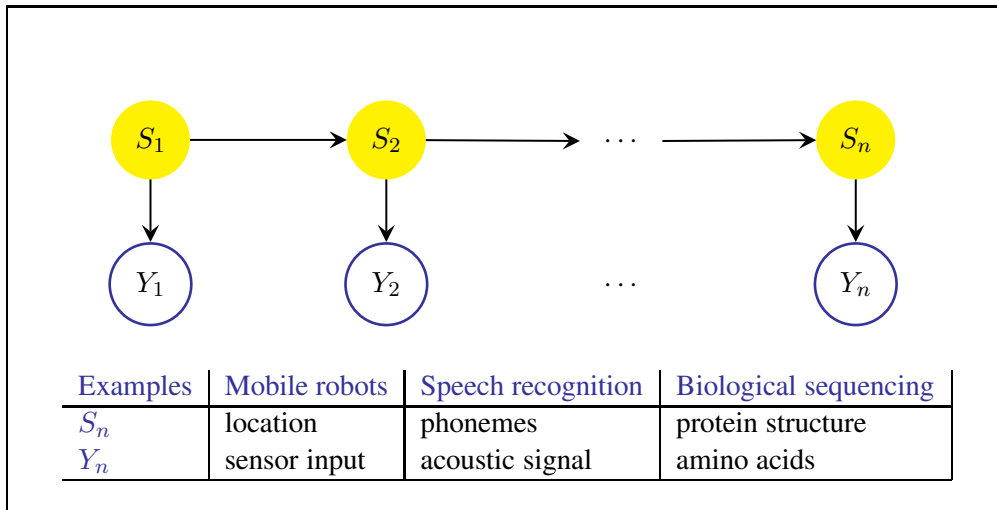 S₁ S₂ ··· Sₙ
Y₁ Y₂ ··· Yₙ
Examples Mobile robots Speech recognition Biological sequencing
Sₙ location phonemes protein structure
Yₙ sensor input acoustic signal amino acids